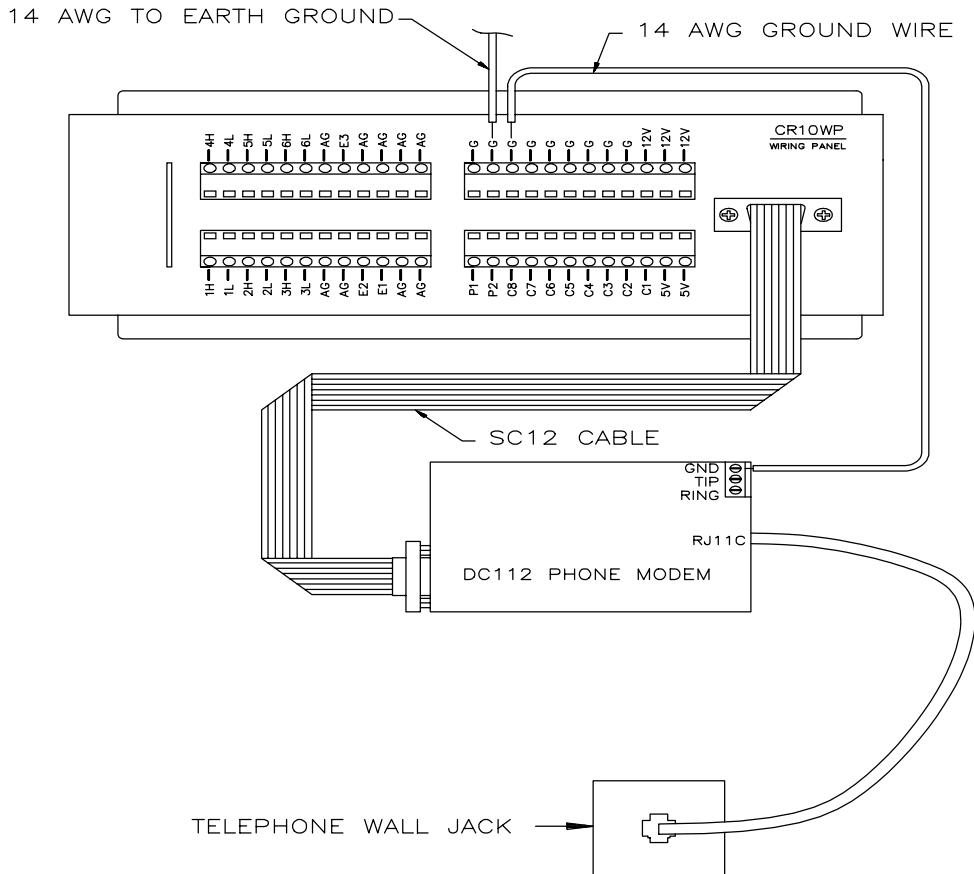 14 AWG TO EARTH GROUND
14 AWG GROUND WIRE
4H 4L 5H 5L 6H 6L AG E3 AG AG AG AG
G G G G G G G G G 12V 12V 12V
CR10WP
WIRING PANEL
1H 1L 2H 2L 3H 3L AG AG E2 E1 AG AG
P1 P2 C8 C7 C6 C5 C4 C3 C2 C1 5V 5V
SC12 CABLE
GND
TIP
RING
RJ11C
DC112 PHONE MODEM
TELEPHONE WALL JACK